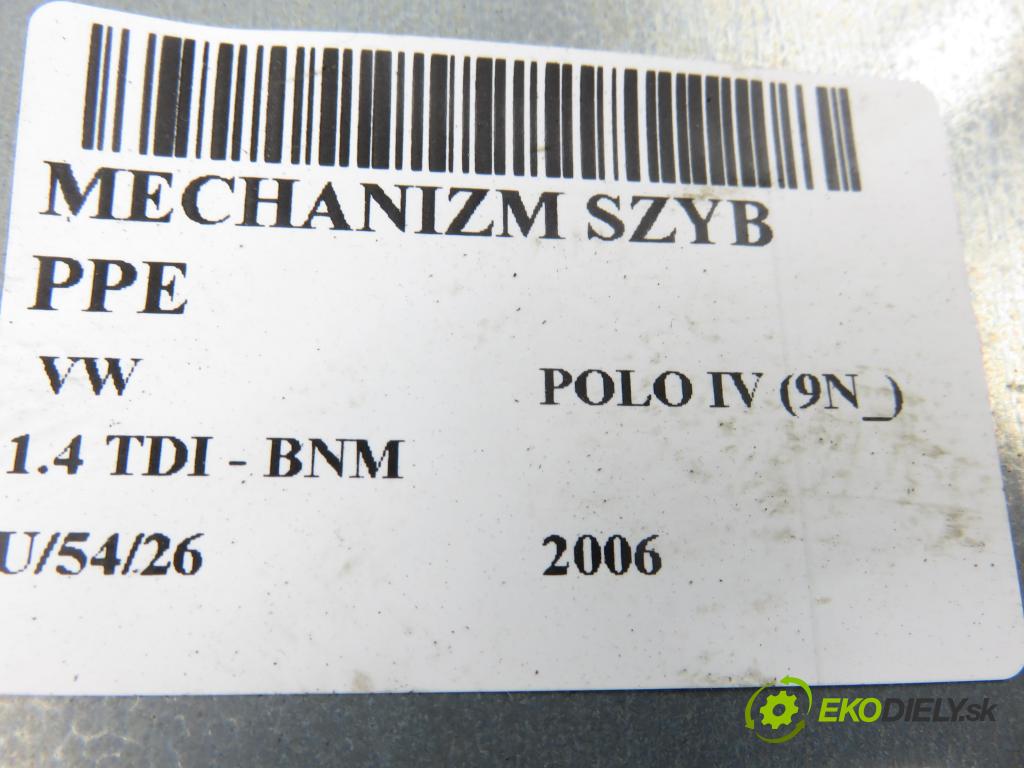 MECHANIZM SZYB
PPE
VW POLO IV (9N_)
1.4 TDI - BNM
U/54/26 2006
EKODIELY.sk